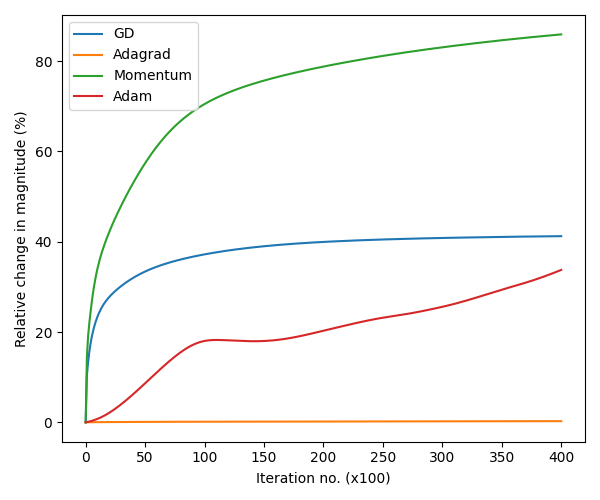 GD
Adagrad
Momentum
Adam
Relative change in magnitude (%)
80
60
40
20
0
0 50 100 150 200 250 300 350 400
Iteration no. (x100)